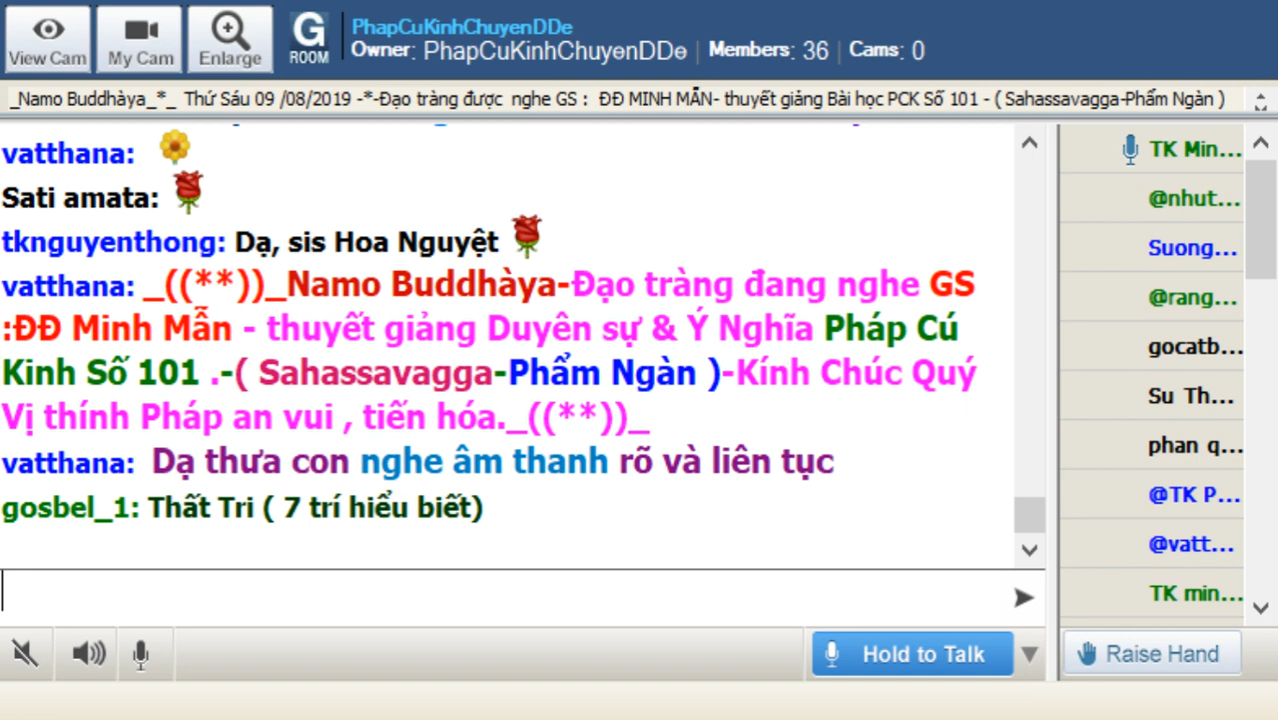 View Cam
My Cam
Enlarge
G
ROOM
PhapCuKinhChuyenDDe
Owner: PhapCuKinhChuyenDDe | Members: 36 | Cams: 0
_Namo Buddhàya_*_ Thứ Sáu 09 /08/2019 -*-Đạo tràng được nghe GS : ĐĐ MINH MẪN- thuyết giảng Bài học PCK Số 101 - ( Sahassavagga-Phẩm Ngàn )
vatthana:
Sati amata:
tknguyenthong: Dạ, sis Hoa Nguyệt
vatthana: _((**))_Namo Buddhàya-Đạo tràng đang nghe GS
:ĐĐ Minh Mẫn - thuyết giảng Duyên sự & Ý Nghĩa Pháp Cú
Kinh Số 101 .-( Sahassavagga-Phẩm Ngàn )-Kính Chúc Quý
Vị thính Pháp an vui , tiến hóa._((**))_
vatthana: Dạ thưa con nghe âm thanh rõ và liên tục
gosbel_1: Thất Tri ( 7 trí hiểu biết)
TK Min...
@nhut...
Suong...
@rang...
gocatb...
Su Th...
phan q...
@TK P...
@vatt...
TK min...
Hold to Talk
Raise Hand